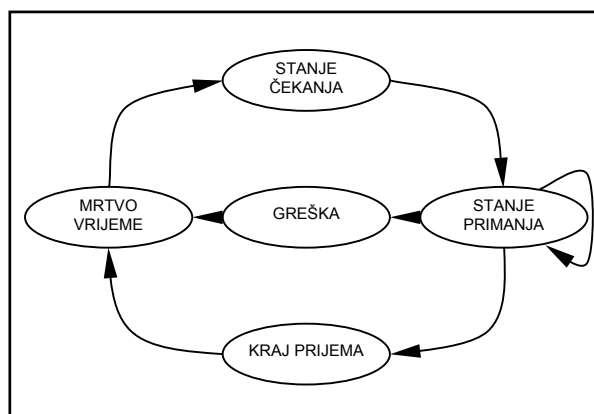 STANJE
ČEKANJA
MRTVO
VRIJEME
GREŠKA
STANJE
PRIMANJA
KRAJ PRIJEMA